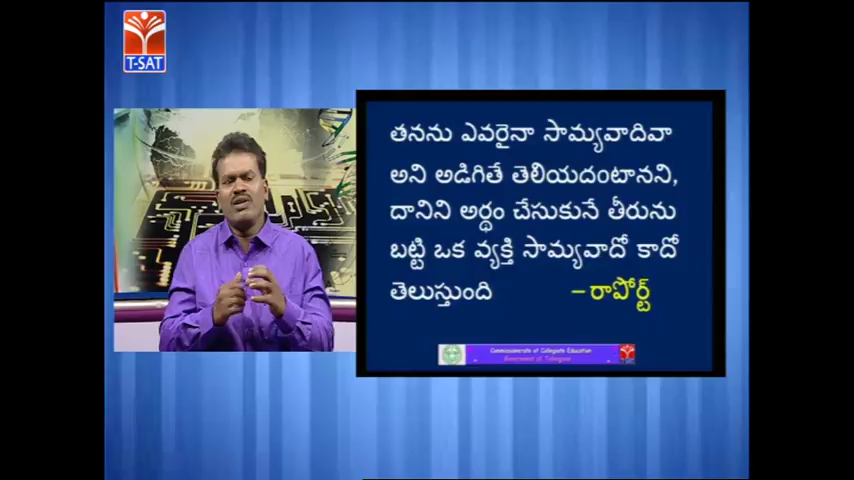 T-SAT
తనను ఎవరైనా సామ్యవాదివా
అని అడిగితే తెలియదంటానని,
దానిని అర్థం చేసుకునే తీరును
బట్టి ఒక వ్యక్తి సామ్యవాదో కాదో
తెలుస్తుంది – రాపోర్ట్
Commissionerate of Collegiate Education
Government of Telangana